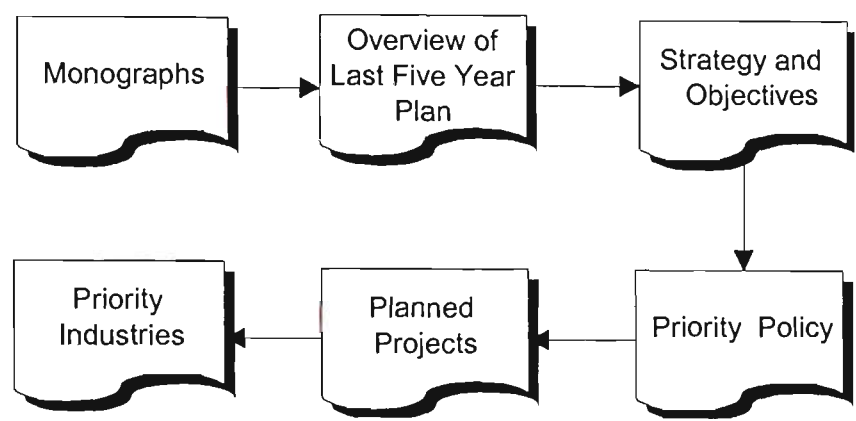 Monographs
Overview of
Last Five Year
Plan
Strategy and
Objectives
Priority
Industries
Planned
Projects
Priority Policy